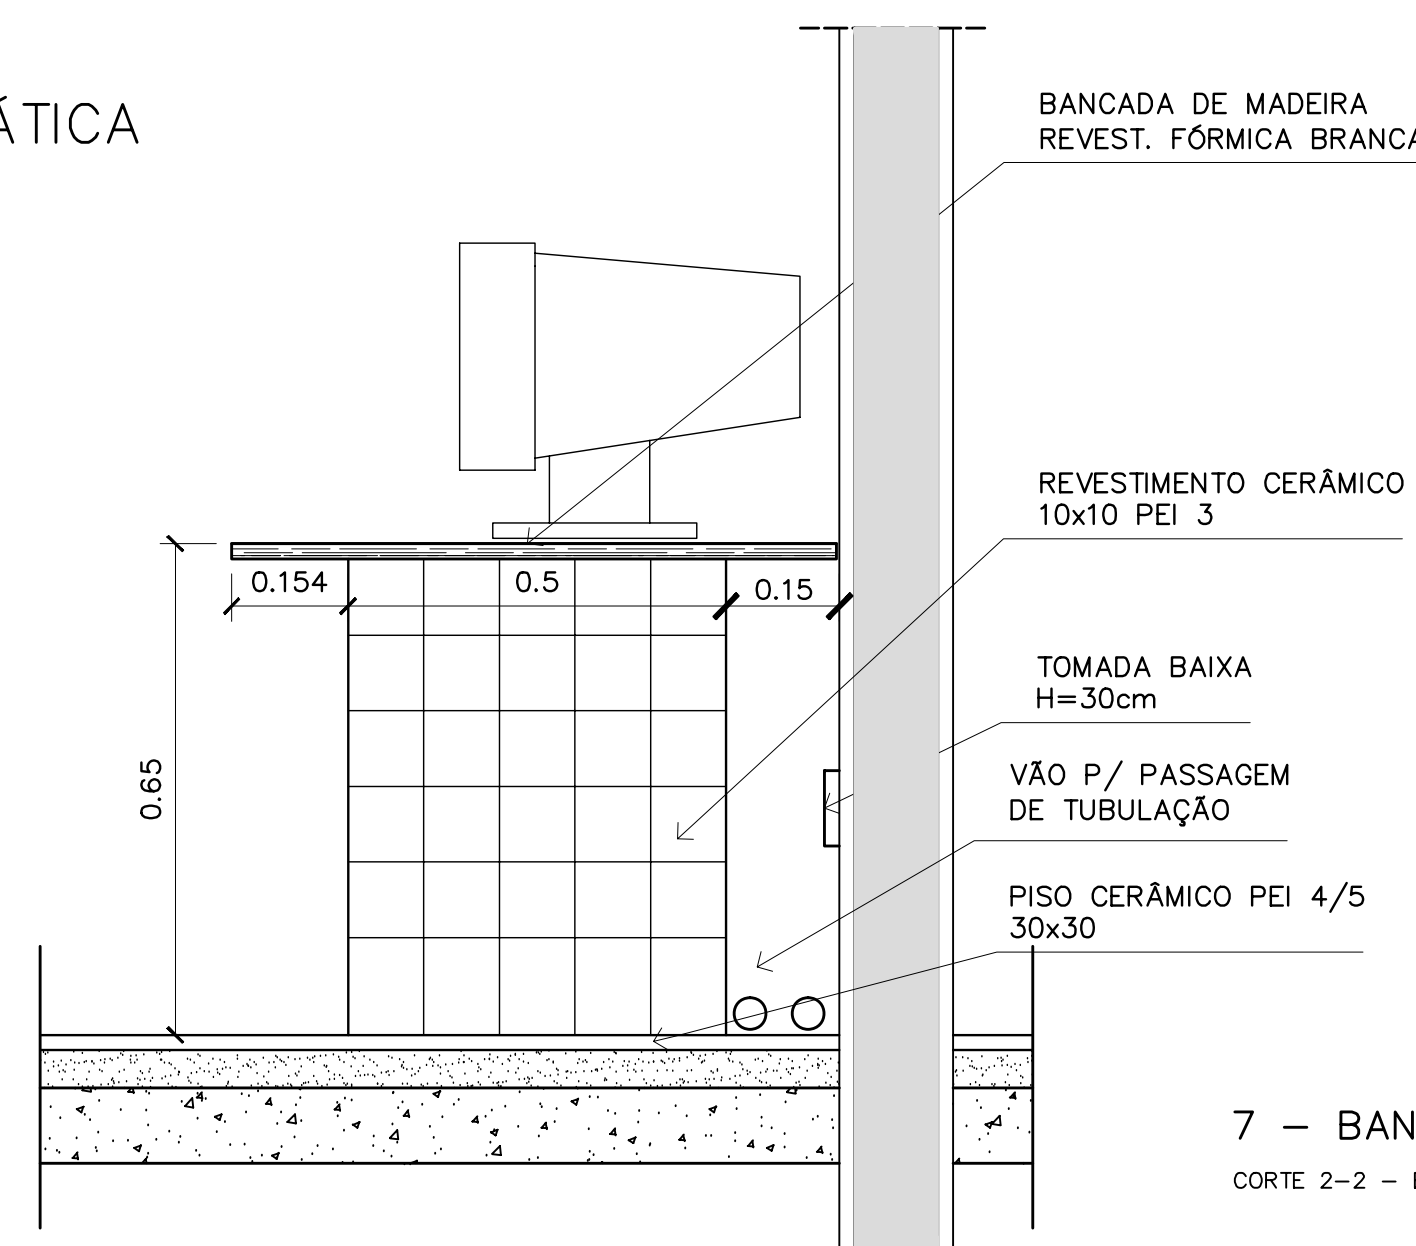 ÁTICA
BANCADA DE MADEIRA
REVEST. FÓRMICA BRANCA
REVESTIMENTO CERÂMICO
10x10 PEI 3
0.154
0.5
0.15
TOMADA BAIXA
H=30cm
0.65
VÃO P/ PASSAGEM
DE TUBULAÇÃO
PISO CERÂMICO PEI 4/5
30x30
7 – BAN
CORTE 2–2 –